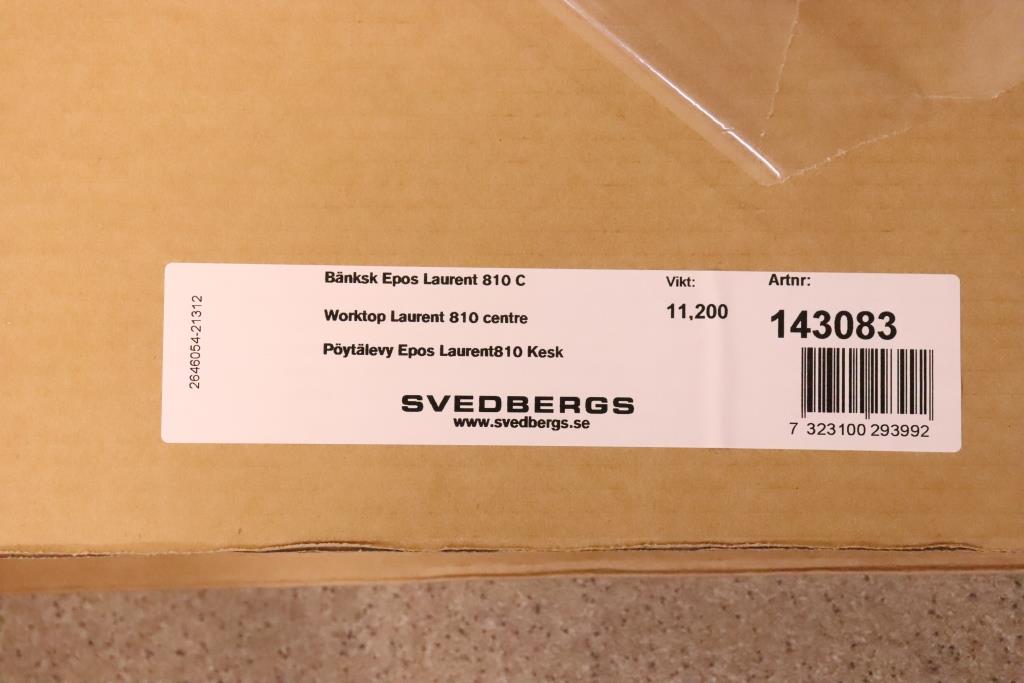 Bänksk Epos Laurent 810 C
Worktop Laurent 810 centre
Pöytälevy Epos Laurent810 Kesk
Vikt:
11,200
Artnr:
143083
7 323100 293992
SVEDBERGS
www.svedbergs.se
2646054-21312